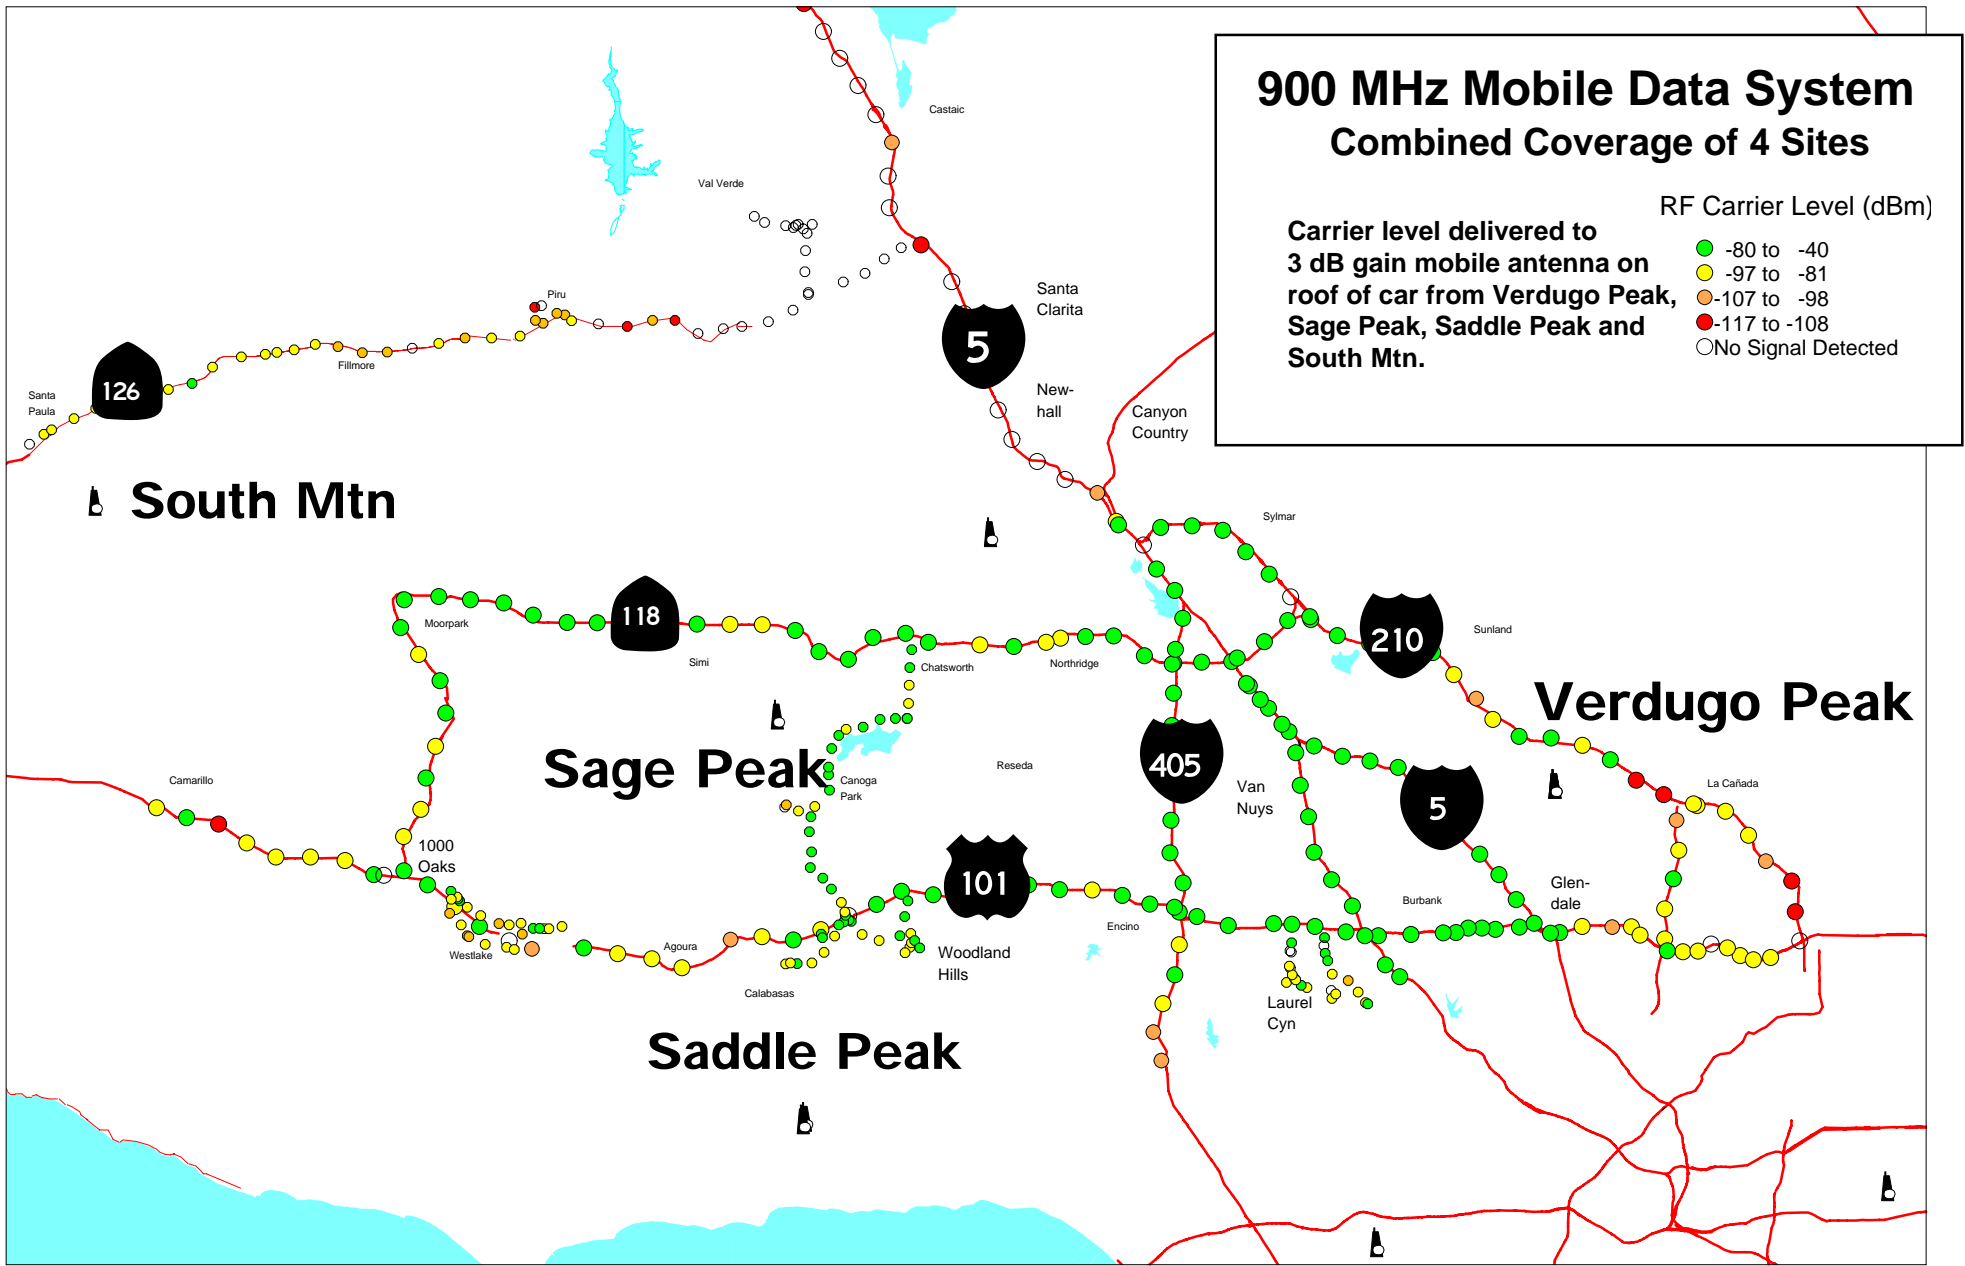 900 MHz Mobile Data System
Combined Coverage of 4 Sites
RF Carrier Level (dBm)
Carrier level delivered to
3 dB gain mobile antenna on
roof of car from Verdugo Peak,
Sage Peak, Saddle Peak and
South Mtn.
-80 to -40
-97 to -81
-107 to -98
-117 to -108
No Signal Detected
Castaic
Val Verde
Piru
Santa
Clarita
5
Fillmore
126
Santa
Paula
New-
hall
Canyon
Country
South Mtn
Sylmar
118
Moorpark
Simi
Chatsworth
Northridge
210
Sunland
Verdugo Peak
Sage Peak
Canoga
Park
Reseda
405
Van
Nuys
5
La Cañada
Camarillo
1000
Oaks
101
Glen-
dale
Burbank
Encino
Westlake
Agoura
Woodland
Hills
Calabasas
Laurel
Cyn
Saddle Peak